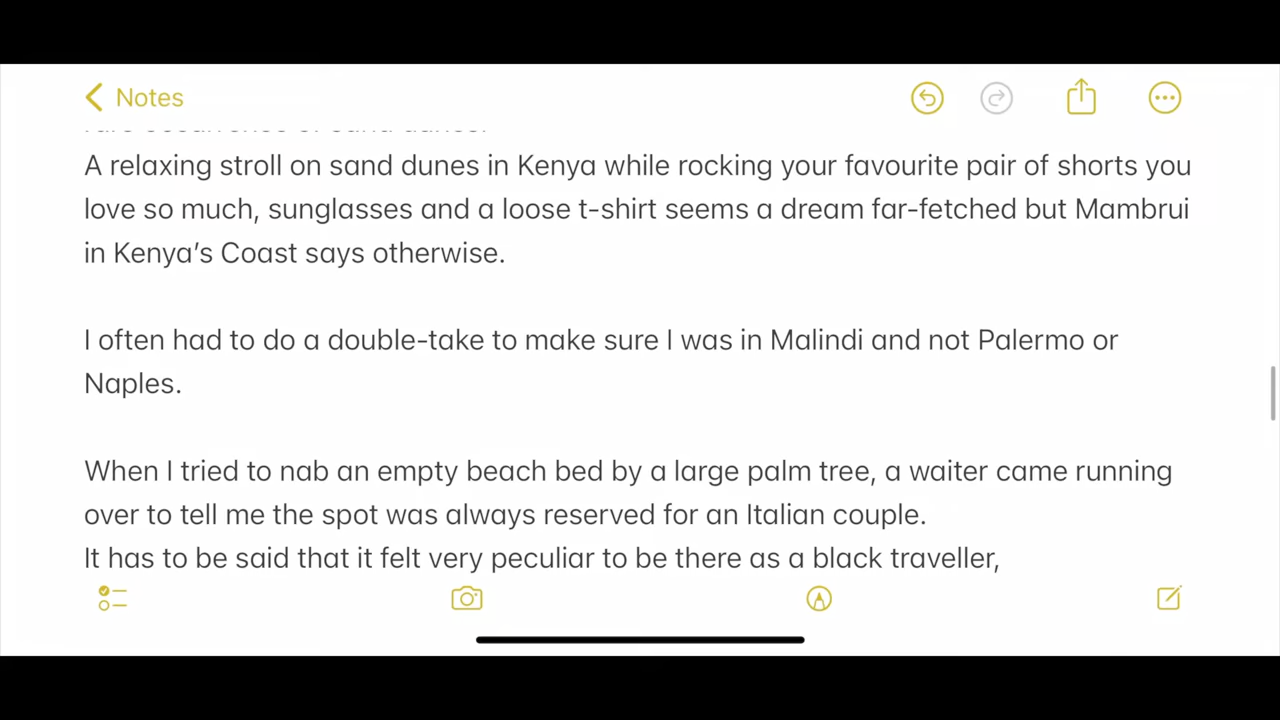 Notes
A relaxing stroll on sand dunes in Kenya while rocking your favourite pair of shorts you
love so much, sunglasses and a loose t-shirt seems a dream far-fetched but Mambrui
in Kenya's Coast says otherwise.
I often had to do a double-take to make sure I was in Malindi and not Palermo or
Naples.
When I tried to nab an empty beach bed by a large palm tree, a waiter came running
over to tell me the spot was always reserved for an Italian couple.
It has to be said that it felt very peculiar to be there as a black traveller,